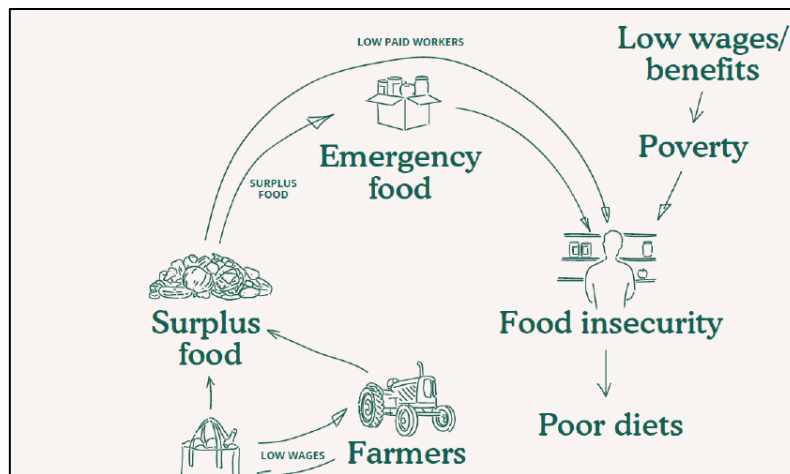 LOW PAID WORKERS
Low wages/
benefits
Emergency
food
Poverty
SURPLUS
FOOD
Surplus
food
Food insecurity
Farmers
LOW WAGES
Poor diets